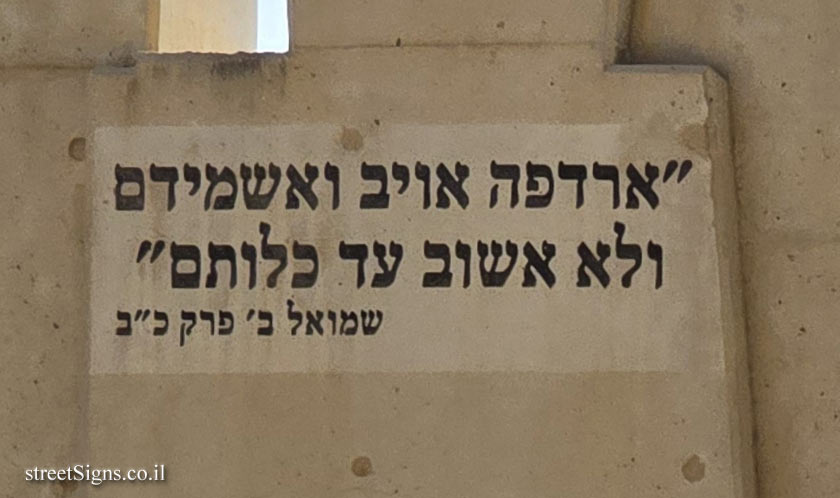 "ארדפה אויב ואשמידם
ולא אשוב עד כלותם"
שמואל ב' פרק כ"ב
streetSigns.co.il